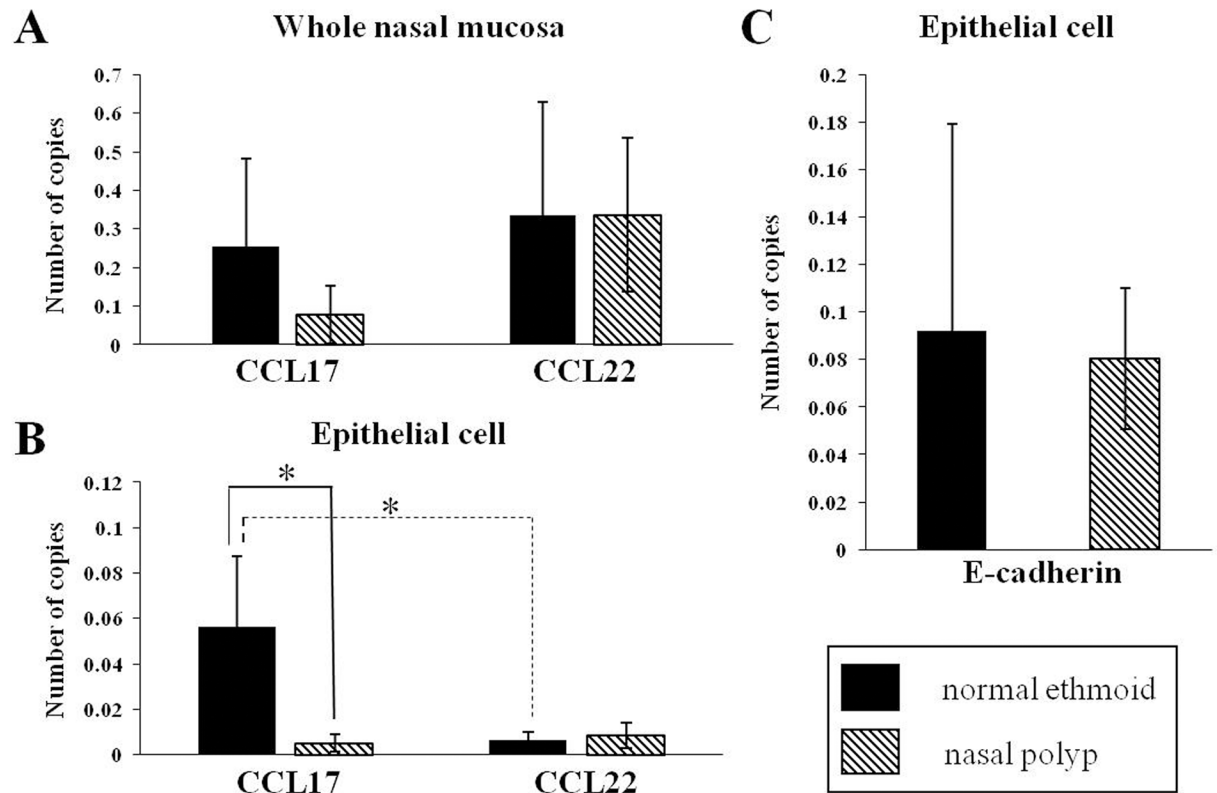 A
Whole nasal mucosa
Number of copies
0.7
0.6
0.5
0.4
0.3
0.2
0.1
0
CCL17 CCL22
B
Epithelial cell
Number of copies
0.12
0.1
0.08
0.06
0.04
0.02
0
* *
CCL17 CCL22
C
Epithelial cell
Number of copies
0.2
0.18
0.16
0.14
0.12
0.1
0.08
0.06
0.04
0.02
0
E-cadherin
normal ethmoid
nasal polyp